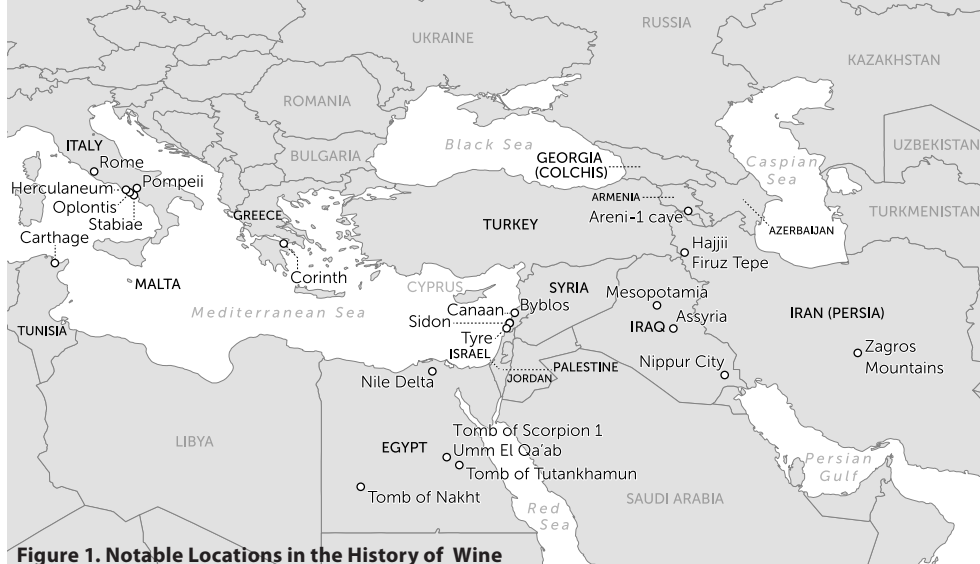 RUSSIA
UKRAINE
KAZAKHSTAN
ROMANIA
Black Sea
UZBEKISTAN
ITALY
Rome
BULGARIA
GEORGIA
(COLCHIS)
Caspian
Sea
Herculaneum
Pompeii
Oplontis
Stabiae
ARMENIA
Areni-1 cave
TURKMENISTAN
GREECE
TURKEY
AZERBAIJAN
Carthage
Hajjii
Firuz Tepe
Corinth
MALTA
CYPRUS
SYRIA
Mesopotamia
Mediterranean Sea
Canaan
Byblos
Sidon
Assyria
IRAN (PERSIA)
TUNISIA
Tyre
IRAQ
ISRAEL
Zagros
Mountains
Nile Delta
JORDAN
PALESTINE
Nippur City
LIBYA
EGYPT
Tomb of Scorpion 1
Umm El Qa’ab
Tomb of Tutankhamun
Persian
Gulf
Tomb of Nakht
SAUDI ARABIA
Red
Sea
Figure 1. Notable Locations in the History of Wine